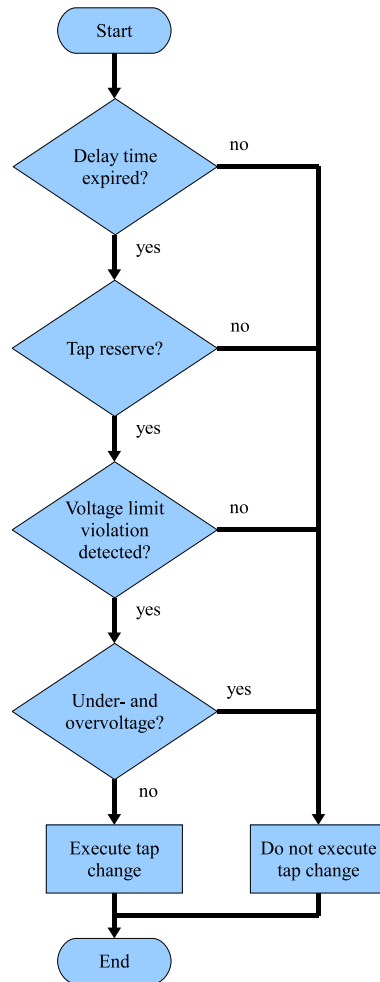 Start
Delay time
expired?
no
yes
Tap reserve?
no
yes
Voltage limit
violation
detected?
no
yes
Under- and
overvoltage?
yes
no
Execute tap
change
Do not execute
tap change
End